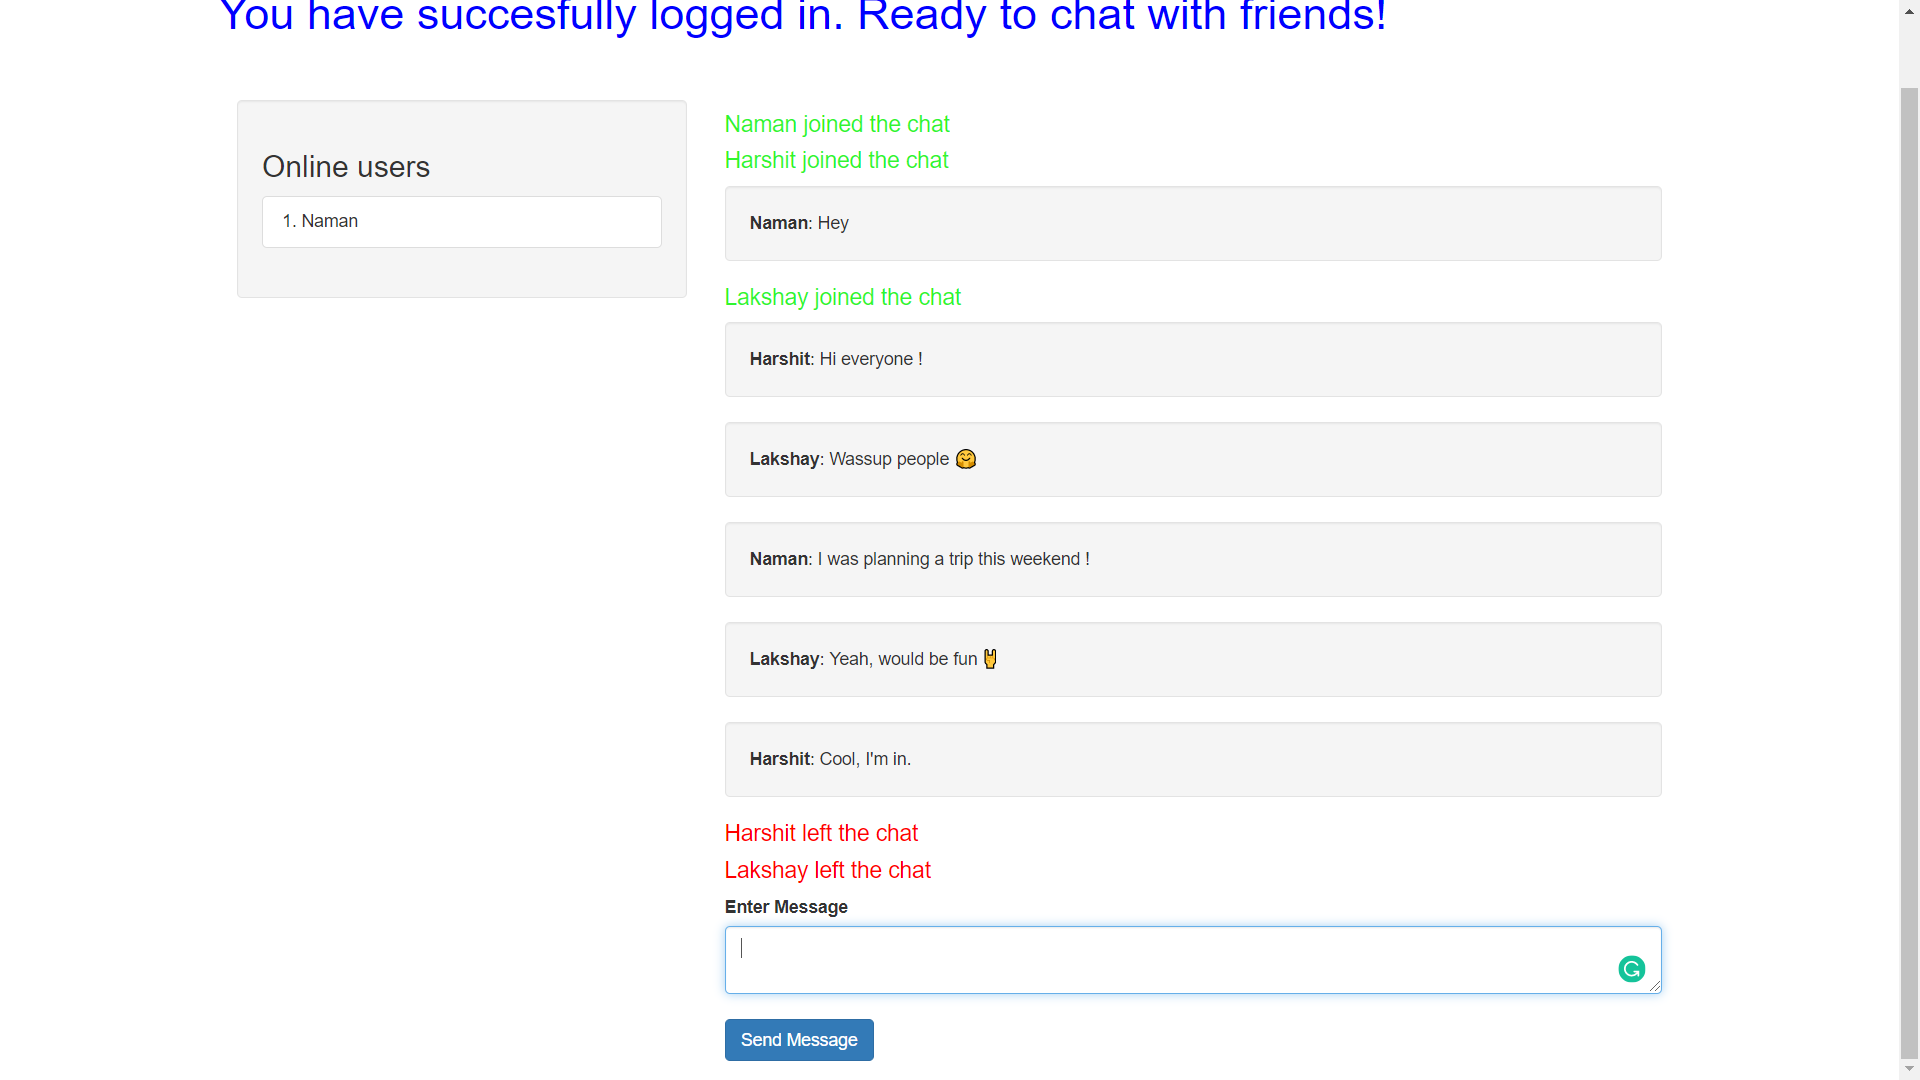 You have succesfully logged in. Ready to chat with friends!
Online users
1. Naman
Naman joined the chat
Harshit joined the chat
Naman: Hey
Lakshay joined the chat
Harshit: Hi everyone !
Lakshay: Wassup people 🤗
Naman: I was planning a trip this weekend !
Lakshay: Yeah, would be fun 🤘
Harshit: Cool, I'm in.
Harshit left the chat
Lakshay left the chat
Enter Message
Send Message